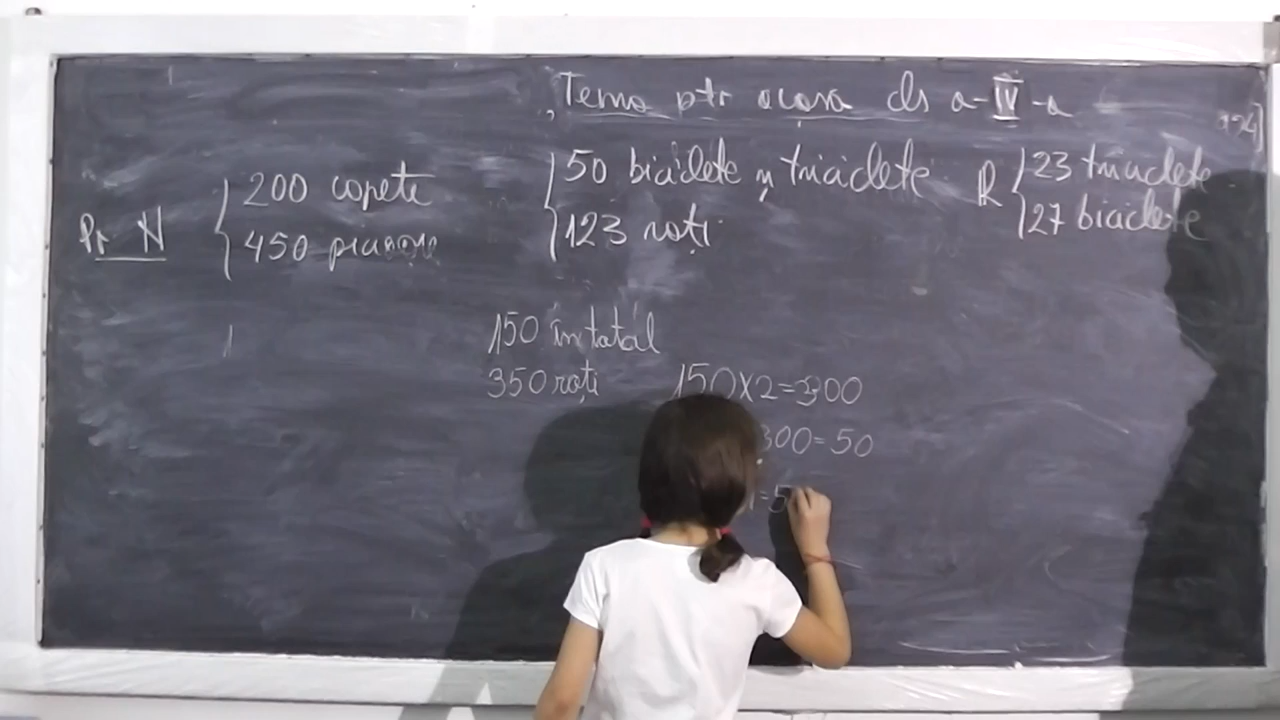 Tema ptr acasa cls a-IV-a
Pr N
200 capete
450 picioare
50 biciclete și triciclete
123 roți
R
23 triciclete
27 biciclete
150 în total
350 roți
150x2=300
300=50
=5